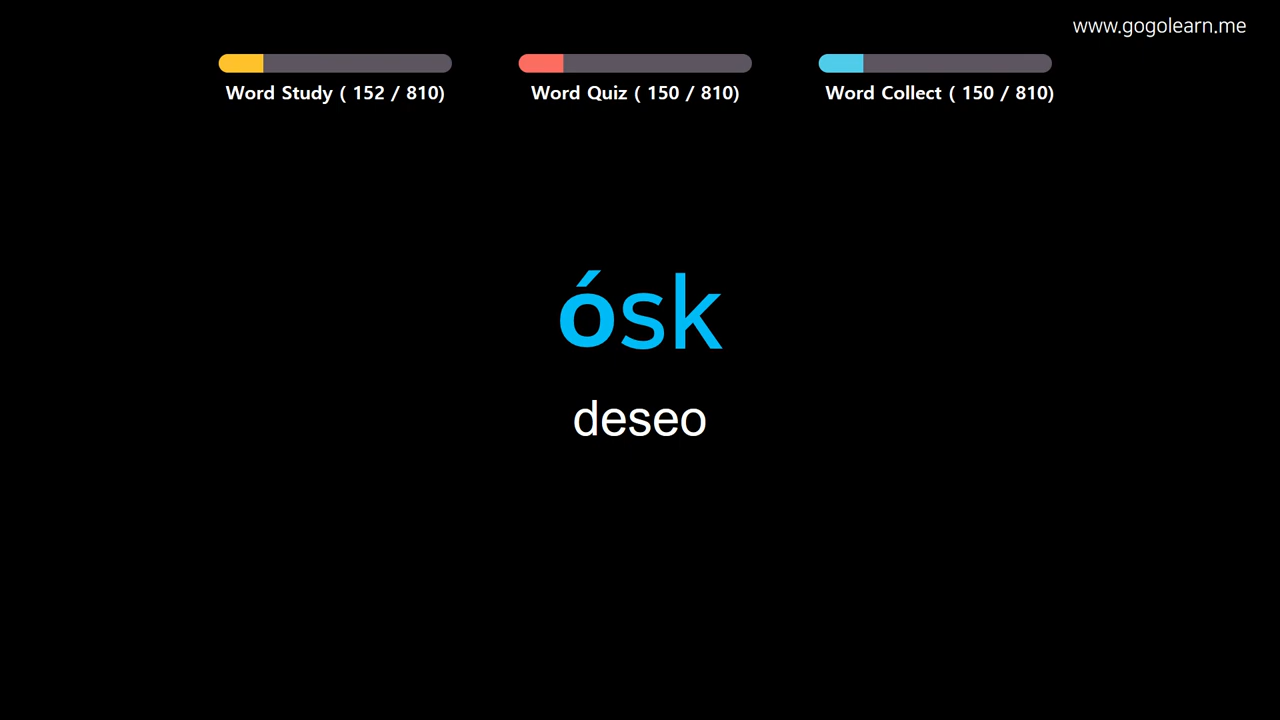 www.gogolearn.me
Word Study ( 152 / 810)
Word Quiz ( 150 / 810)
Word Collect ( 150 / 810)
ósk
deseo